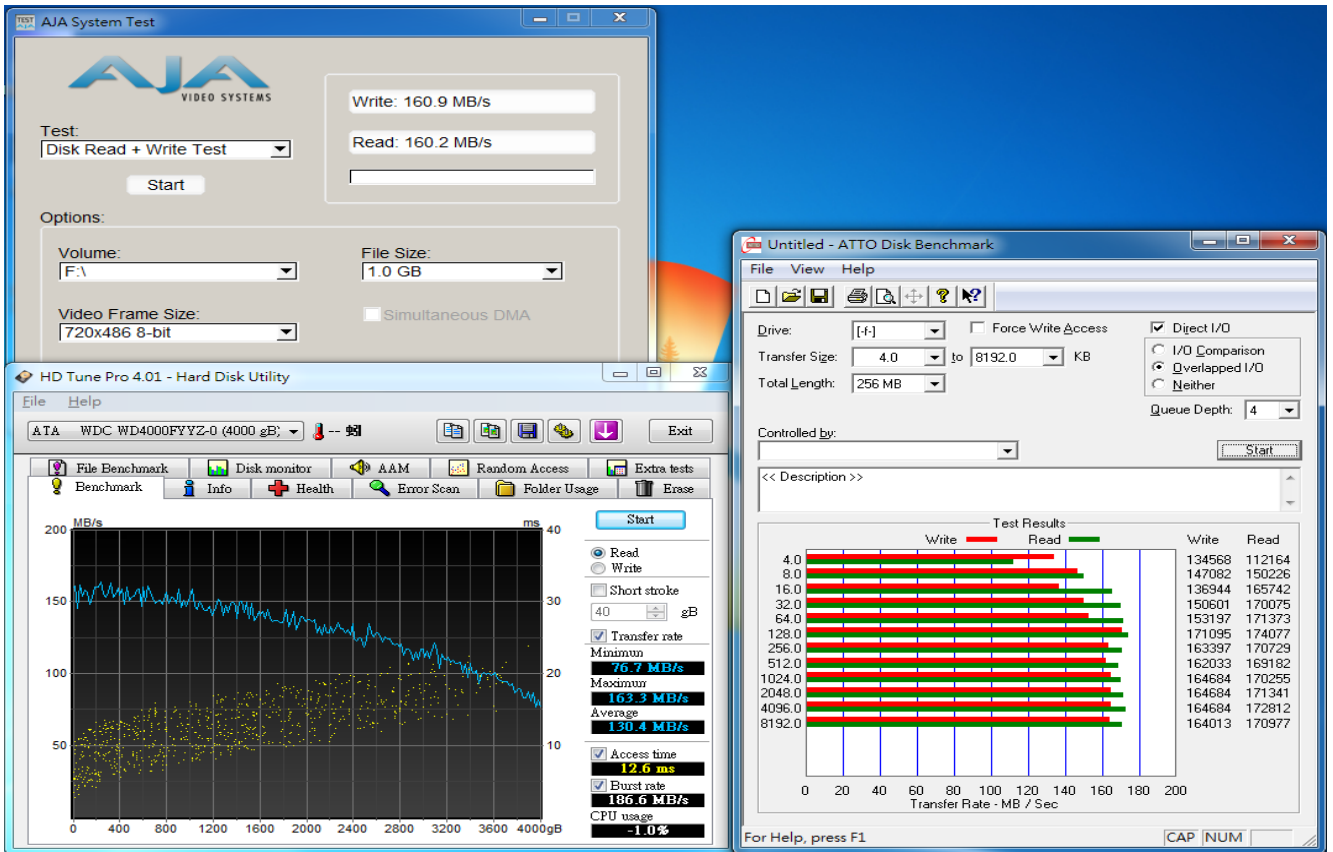 AJA System Test
AJA
VIDEO SYSTEMS
Write: 160.9 MB/s
Test:
Disk Read + Write Test
Read: 160.2 MB/s
Start
Options:
Volume:
File Size:
F:\
1.0 GB
Video Frame Size:
720x486 8-bit
Simultaneous DMA
HD Tune Pro 4.01 - Hard Disk Utility
File Help
ATA WDC WD4000FYYZ-0 (4000 gB;
--
Exit
File Benchmark Disk monitor AAM Random Access Extra tests
Benchmark Info Health Error Scan Folder Usage Erase
MB/s
ms
200
150
100
50
40
30
20
10
0 400 800 1200 1600 2000 2400 2800 3200 3600 4000gB
Start
Read
Write
Short stroke
40 gB
Transfer rate
Minimun
76.7 MB/s
Maximun
163.3 MB/s
Average
130.4 MB/s
Access time
12.6 ms
Burst rate
186.6 MB/s
CPU usage
-1.0%
Untitled - ATTO Disk Benchmark
File View Help
Drive: [-f-] Force Write Access Direct I/O
Transfer Size: 4.0 to 8192.0 KB
I/O Comparison
Overlapped I/O
Neither
Total Length: 256 MB
Queue Depth: 4
Controlled by:
Start
<< Description >>
Test Results
Write Read Write Read
4.0 134568 112164
8.0 147082 150226
16.0 136944 165742
32.0 150601 170075
64.0 153197 171373
128.0 171095 174077
256.0 163397 170729
512.0 162033 169182
1024.0 164684 170255
2048.0 164684 171341
4096.0 164684 172812
8192.0 164013 170977
0 20 40 60 80 100 120 140 160 180 200
Transfer Rate - MB / Sec
For Help, press F1
CAP NUM